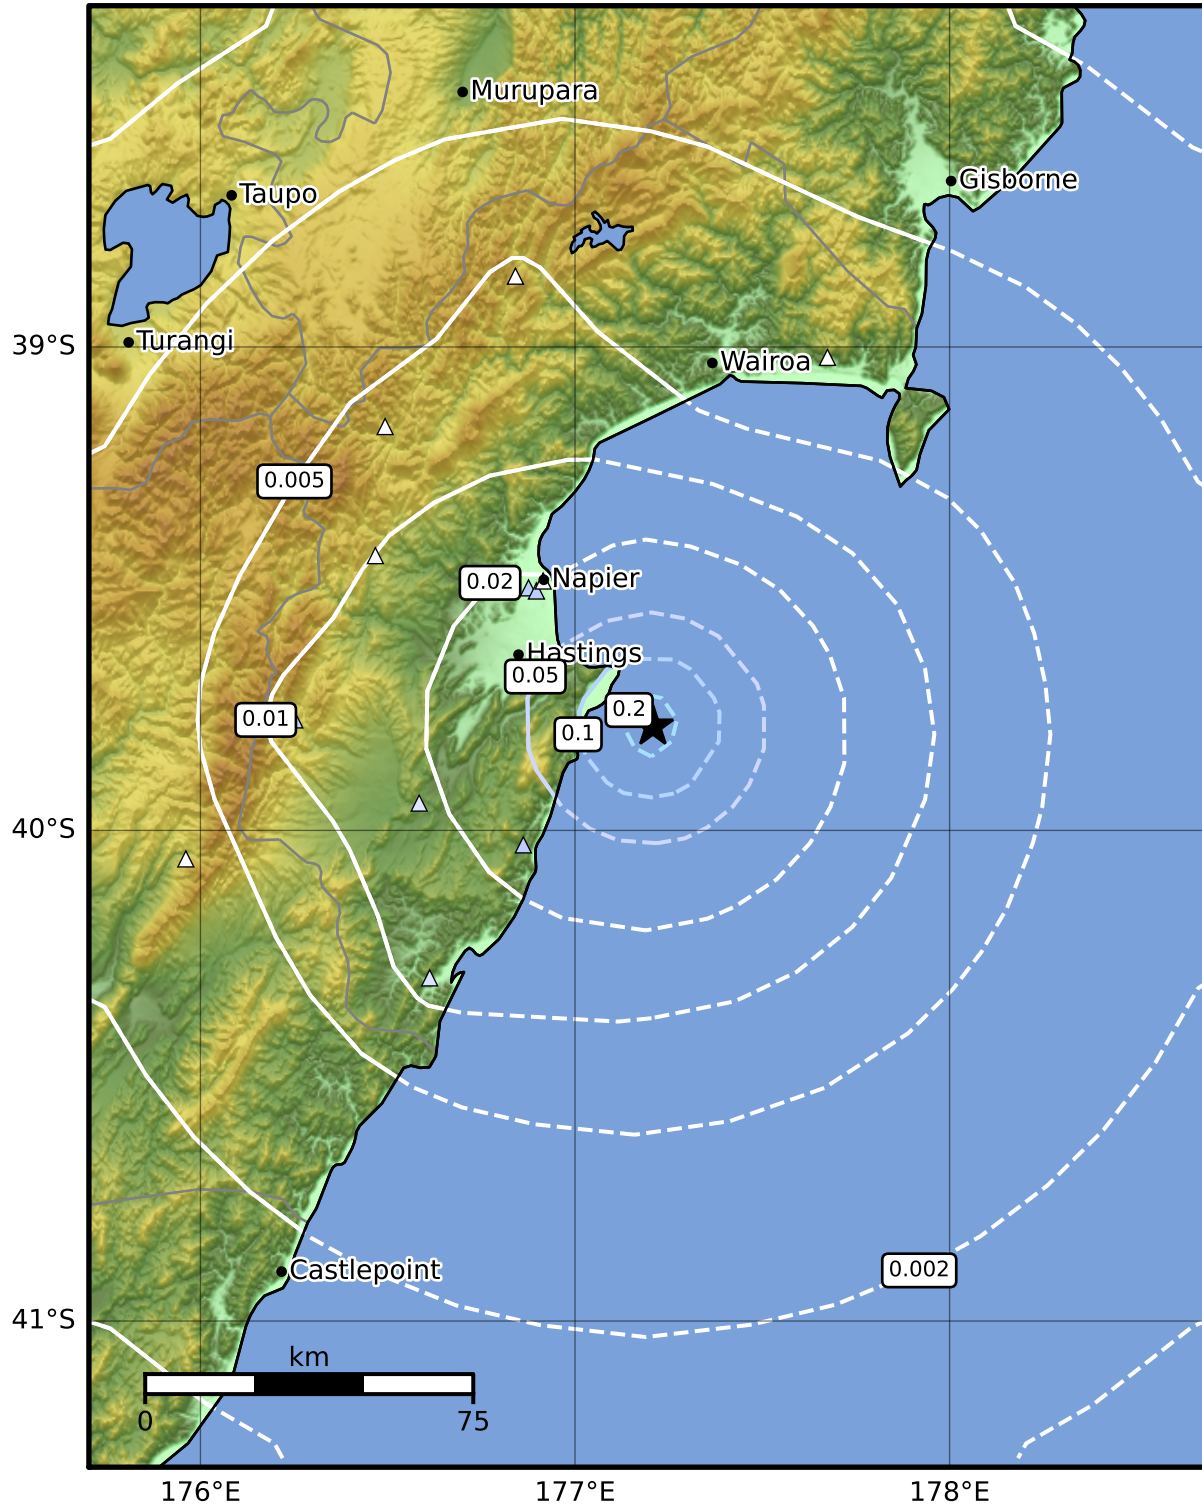 Murupara
Gisborne
Taupo
Turangi
39°S
Wairoa
0.005
0.02
Napier
Hastings
0.05
0.01
0.2
0.1
40°S
Castlepoint
0.002
41°S
km
0 75
176°E 177°E 178°E